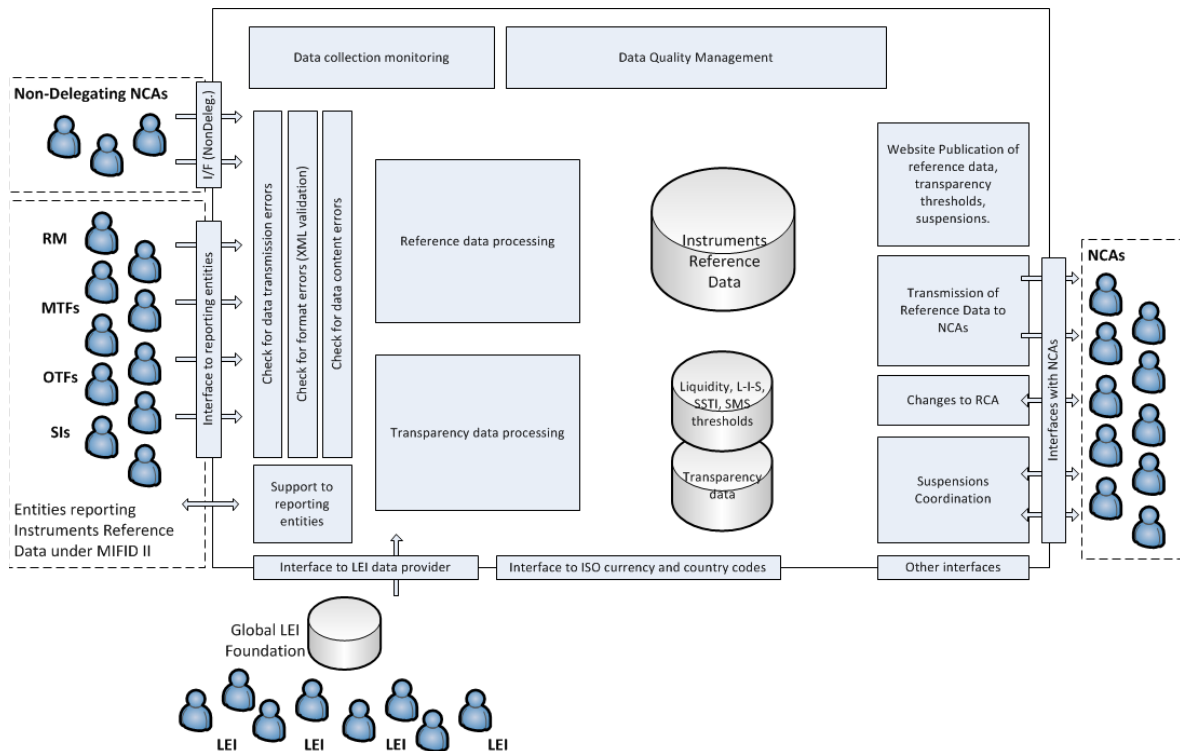 Data collection monitoring
Data Quality Management
Non-Delegating NCAs
I/F (NonDeleg.)
RM
MTFs
OTFs
SIs
Entities reporting
Instruments Reference
Data under MIFID II
Interface to reporting entities
Check for data transmission errors
Check for format errors (XML validation)
Check for data content errors
Support to
reporting
entities
Reference data processing
Transparency data processing
Instruments
Reference
Data
Liquidity, L-I-S,
SSTI, SMS
thresholds
Transparency
data
Website Publication of
reference data,
transparency
thresholds,
suspensions.
Transmission of
Reference Data to
NCAs
Changes to RCA
Suspensions
Coordination
Interfaces with NCAs
NCAs
Interface to LEI data provider
Interface to ISO currency and country codes
Other interfaces
Global LEI
Foundation
LEI
LEI
LEI
LEI